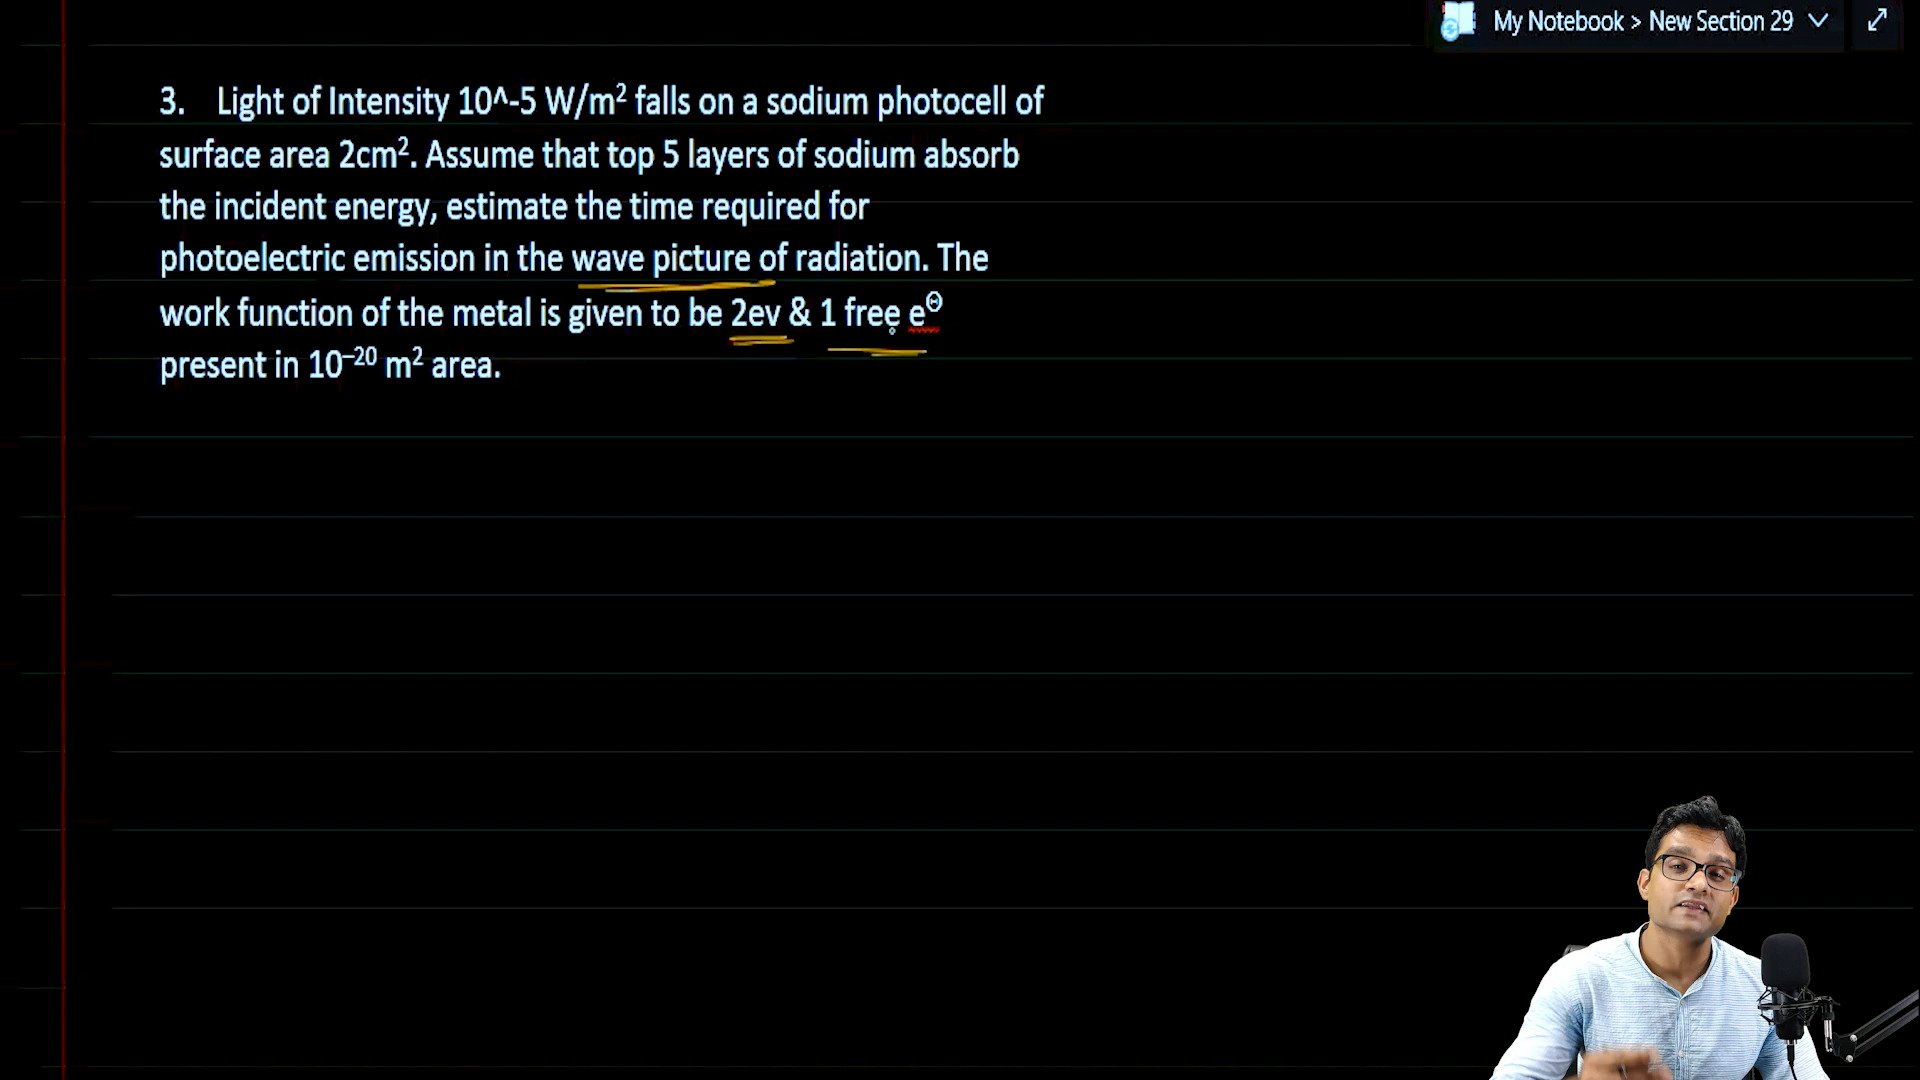 My Notebook > New Section 29
3. Light of Intensity 10^-5 W/m² falls on a sodium photocell of
surface area 2cm². Assume that top 5 layers of sodium absorb
the incident energy, estimate the time required for
photoelectric emission in the wave picture of radiation. The
work function of the metal is given to be 2ev & 1 free e⊖
present in 10⁻²⁰ m² area.